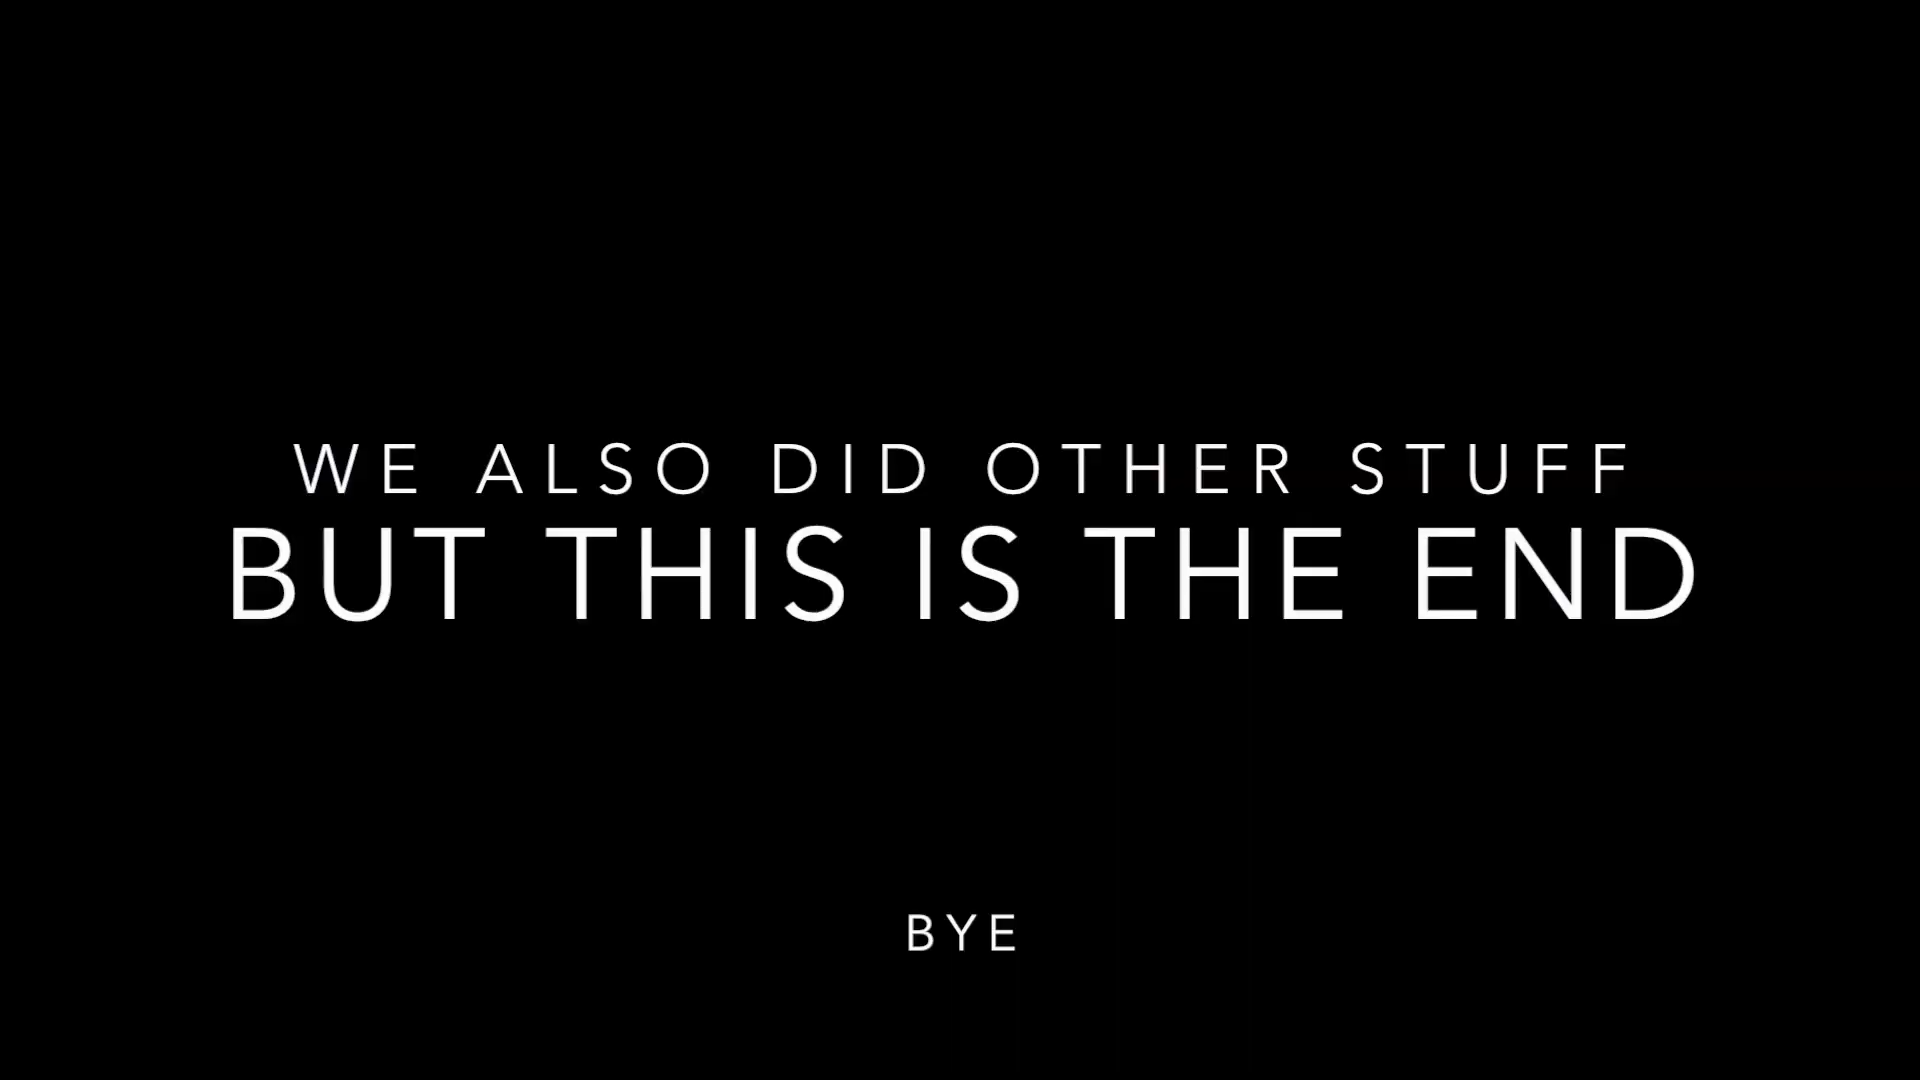 WE ALSO DID OTHER STUFF
BUT THIS IS THE END
BYE